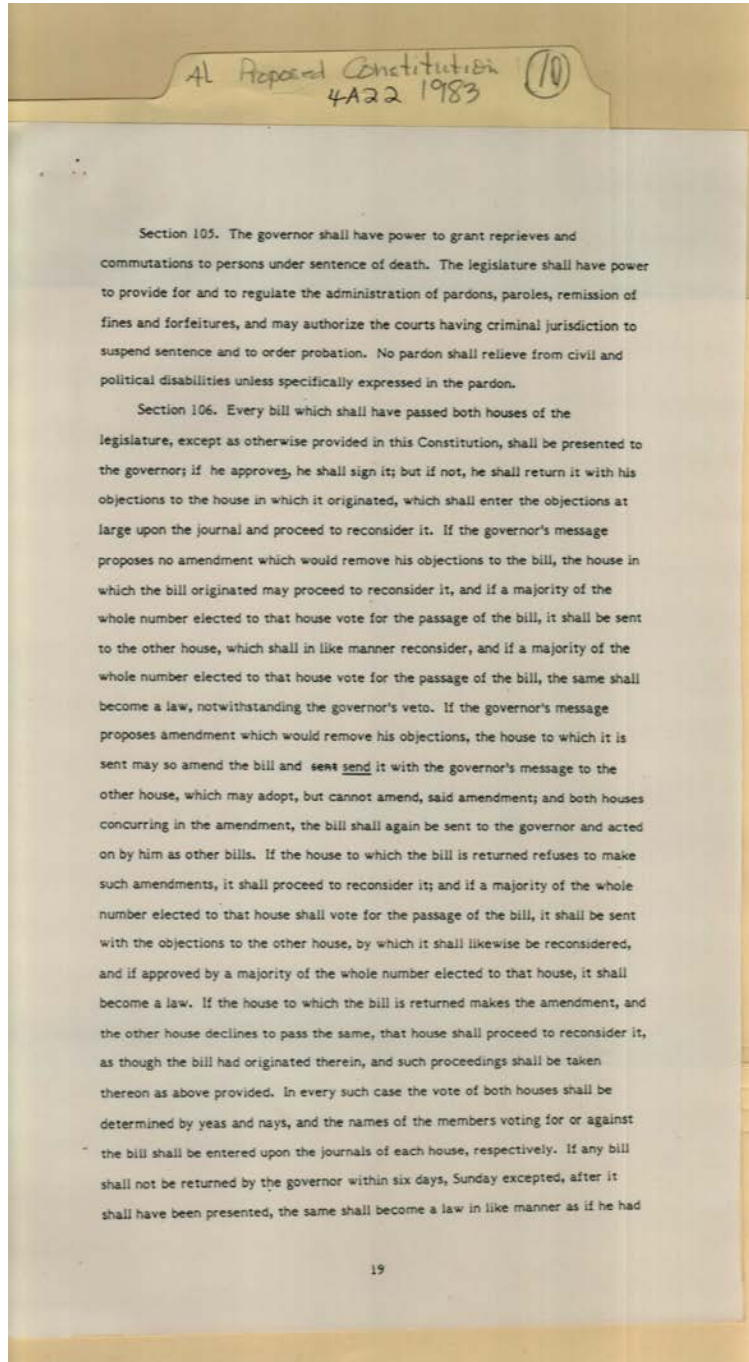 AL Proposed Constitution 10
4A22 1983
Section 105. The governor shall have power to grant reprieves and
commutations to persons under sentence of death. The legislature shall have power
to provide for and to regulate the administration of pardons, paroles, remission of
fines and forfeitures, and may authorize the courts having criminal jurisdiction to
suspend sentence and to order probation. No pardon shall relieve from civil and
political disabilities unless specifically expressed in the pardon.
Section 106. Every bill which shall have passed both houses of the
legislature, except as otherwise provided in this Constitution, shall be presented to
the governor; if he approves, he shall sign it; but if not, he shall return it with his
objections to the house in which it originated, which shall enter the objections at
large upon the journal and proceed to reconsider it. If the governor's message
proposes no amendment which would remove his objections to the bill, the house in
which the bill originated may proceed to reconsider it, and if a majority of the
whole number elected to that house vote for the passage of the bill, it shall be sent
to the other house, which shall in like manner reconsider, and if a majority of the
whole number elected to that house vote for the passage of the bill, the same shall
become a law, notwithstanding the governor's veto. If the governor's message
proposes amendment which would remove his objections, the house to which it is
sent may so amend the bill and sent send it with the governor's message to the
other house, which may adopt, but cannot amend, said amendment; and both houses
concurring in the amendment, the bill shall again be sent to the governor and acted
on by him as other bills. If the house to which the bill is returned refuses to make
such amendments, it shall proceed to reconsider it; and if a majority of the whole
number elected to that house shall vote for the passage of the bill, it shall be sent
with the objections to the other house, by which it shall likewise be reconsidered,
and if approved by a majority of the whole number elected to that house, it shall
become a law. If the house to which the bill is returned makes the amendment, and
the other house declines to pass the same, that house shall proceed to reconsider it,
as though the bill had originated therein, and such proceedings shall be taken
thereon as above provided. In every such case the vote of both houses shall be
determined by yeas and nays, and the names of the members voting for or against
the bill shall be entered upon the journals of each house, respectively. If any bill
shall not be returned by the governor within six days, Sunday excepted, after it
shall have been presented, the same shall become a law in like manner as if he had
19